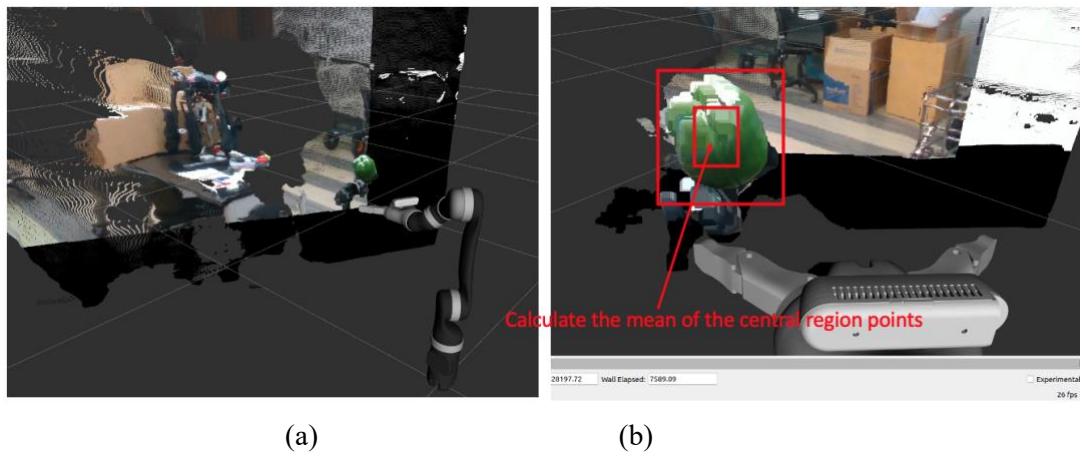 Calculate the mean of the central region points
28197.72 Wall Elapsed: 7589.09 Experimental
26 fps
(a) (b)